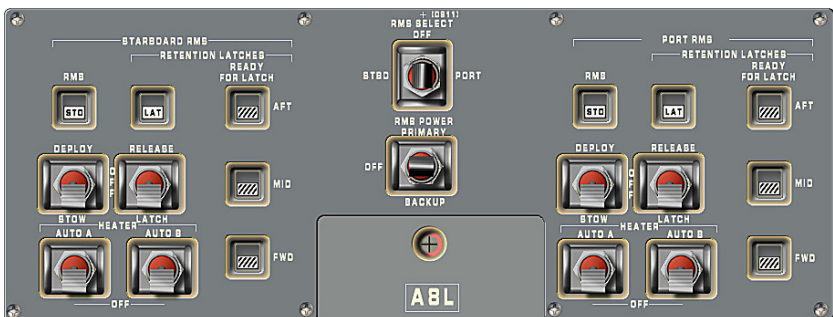 + (0811)
RMS SELECT
OFF
STBD
PORT
RMS POWER
PRIMARY
OFF
BACKUP
A8L
STARBOARD RMS
RETENTION LATCHES
READY
FOR LATCH
RMS
STO
LAT
AFT
DEPLOY
RELEASE
OFF
MID
STOW
LATCH
HEATER
AUTO A
AUTO B
FWD
OFF
PORT RMS
RETENTION LATCHES
READY
FOR LATCH
RMS
STO
LAT
AFT
DEPLOY
RELEASE
OFF
MID
STOW
LATCH
HEATER
AUTO A
AUTO B
FWD
OFF